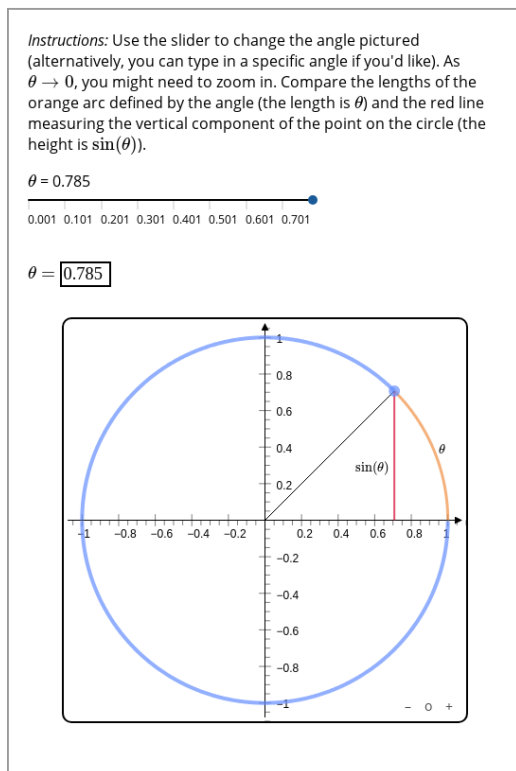 Instructions: Use the slider to change the angle pictured
(alternatively, you can type in a specific angle if you'd like). As
θ → 0, you might need to zoom in. Compare the lengths of the
orange arc defined by the angle (the length is θ) and the red line
measuring the vertical component of the point on the circle (the
height is sin(θ)).
θ = 0.785
0.001 0.101 0.201 0.301 0.401 0.501 0.601 0.701
θ = 0.785
1
0.8
0.6
0.4
θ
sin(θ)
0.2
-1 -0.8 -0.6 -0.4 -0.2 0.2 0.4 0.6 0.8 1
-0.2
-0.4
-0.6
-0.8
-1
- o +